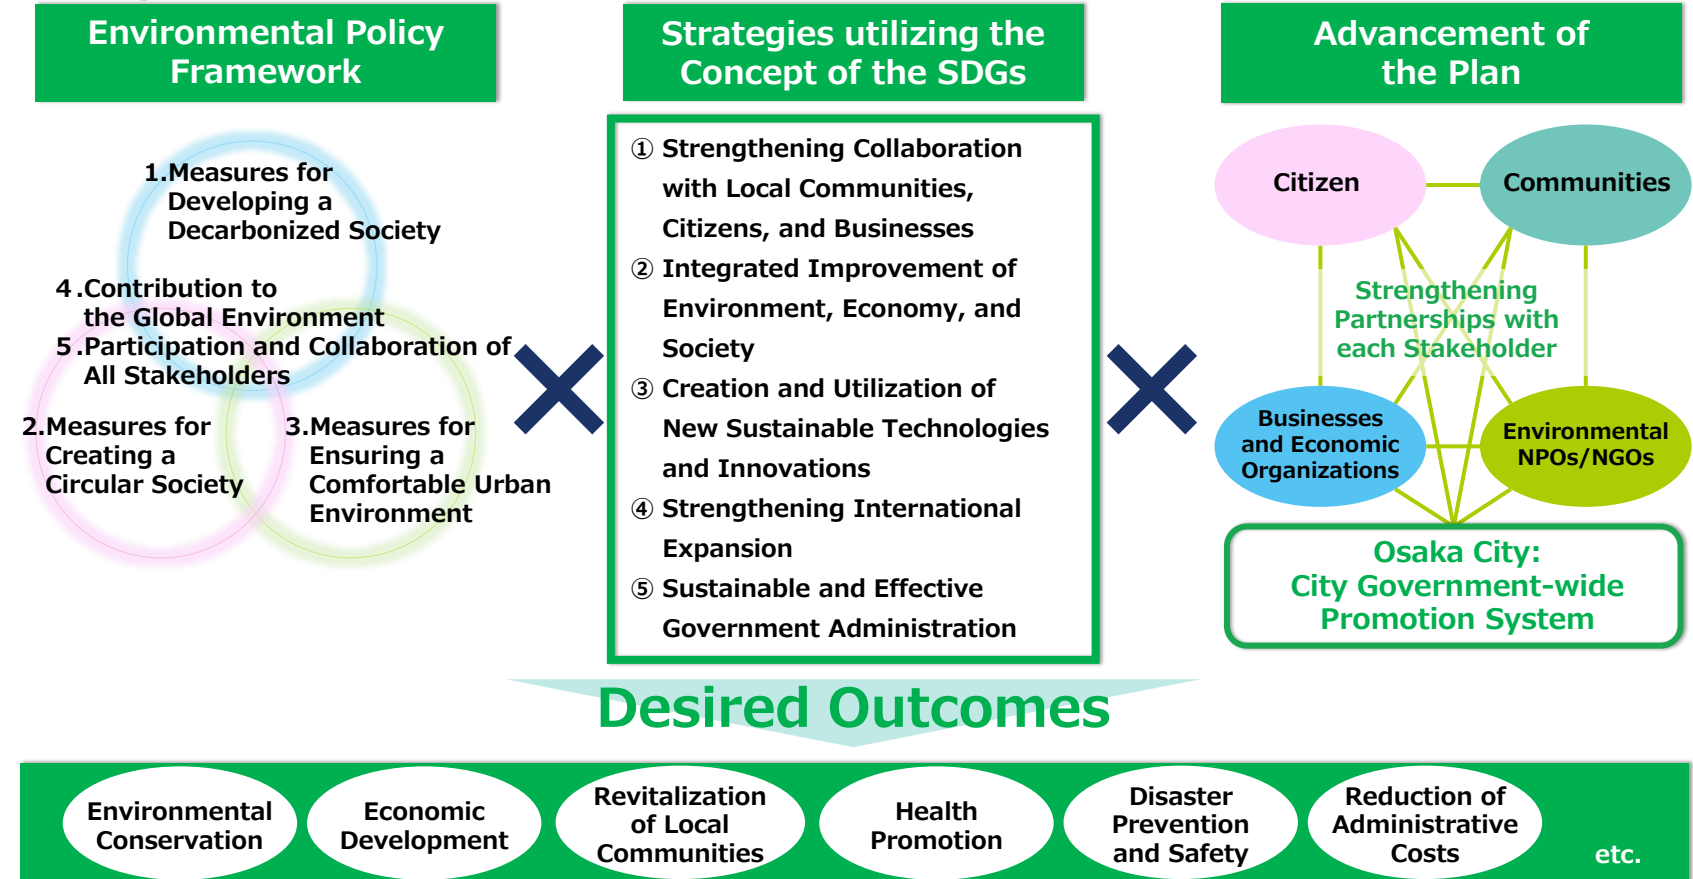 Environmental Policy
Framework
Strategies utilizing the
Concept of the SDGs
Advancement of
the Plan
1.Measures for
Developing a
Decarbonized Society
４.Contribution to
the Global Environment
５.Participation and Collaboration of
All Stakeholders
2.Measures for
Creating a
Circular Society
3.Measures for
Ensuring a
Comfortable Urban
Environment
① Strengthening Collaboration
with Local Communities,
Citizens, and Businesses
② Integrated Improvement of
Environment, Economy, and
Society
③ Creation and Utilization of
New Sustainable Technologies
and Innovations
④ Strengthening International
Expansion
⑤ Sustainable and Effective
Government Administration
Citizen
Communities
Strengthening
Partnerships with
each Stakeholder
Businesses
and Economic
Organizations
Environmental
NPOs/NGOs
Osaka City:
City Government-wide
Promotion System
Desired Outcomes
Environmental
Conservation
Economic
Development
Revitalization
of Local
Communities
Health
Promotion
Disaster
Prevention
and Safety
Reduction of
Administrative
Costs
etc.